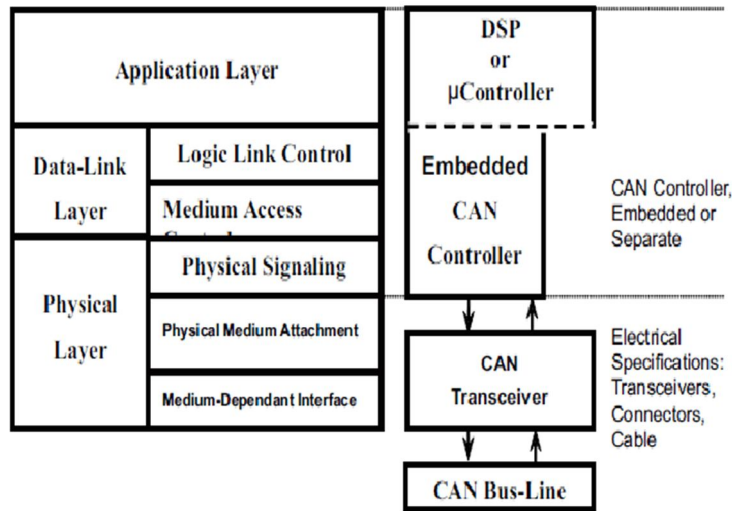 Application Layer
Data-Link
Layer
Logic Link Control
Medium Access
Physical
Layer
Physical Signaling
Physical Medium Attachment
Medium-Dependant Interface
DSP
or
µController
Embedded
CAN
Controller
CAN
Transceiver
CAN Bus-Line
CAN Controller,
Embedded or
Separate
Electrical
Specifications:
Transceivers,
Connectors,
Cable